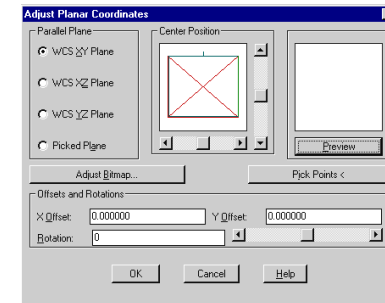 Adjust Planar Coordinates
Parallel Plane
Center Position
WCS XY Plane
WCS XZ Plane
WCS YZ Plane
Picked Plane
Preview
Adjust Bitmap...
Pick Points <
Offsets and Rotations
X Offset: 0.000000 Y Offset: 0.000000
Rotation: 0
OK Cancel Help